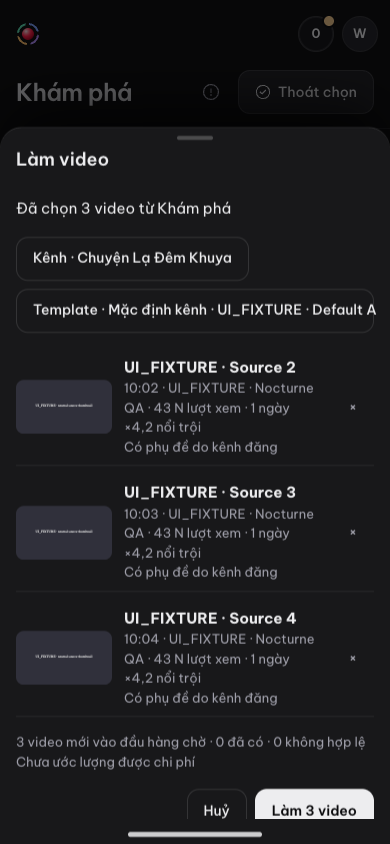 0
W
Khám phá
Thoát chọn
Làm video
Đã chọn 3 video từ Khám phá
Kênh · Chuyện Lạ Đêm Khuya
Template · Mặc định kênh · UI_FIXTURE · Default A
UI_FIXTURE · Source 2
10:02 · UI_FIXTURE · Nocturne
QA · 43 N lượt xem · 1 ngày
×4,2 nổi trội
Có phụ đề do kênh đăng
×
UI_FIXTURE · Source 3
10:03 · UI_FIXTURE · Nocturne
QA · 43 N lượt xem · 1 ngày
×4,2 nổi trội
Có phụ đề do kênh đăng
×
UI_FIXTURE · Source 4
10:04 · UI_FIXTURE · Nocturne
QA · 43 N lượt xem · 1 ngày
×4,2 nổi trội
Có phụ đề do kênh đăng
×
3 video mới vào đầu hàng chờ · 0 đã có · 0 không hợp lệ
Chưa ước lượng được chi phí
Huỷ
Làm 3 video